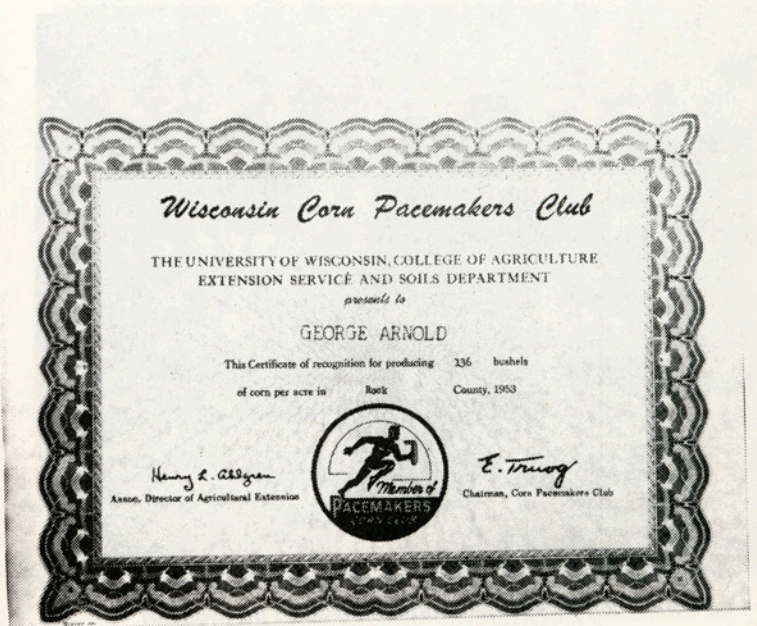 Wisconsin Corn Pacemakers Club
THE UNIVERSITY OF WISCONSIN, COLLEGE OF AGRICULTURE
EXTENSION SERVICE AND SOILS DEPARTMENT
presents to
GEORGE ARNOLD
This Certificate of recognition for producing 136 bushels
of corn per acre in Rock County, 1953
Henry L. Ahlgren
Assoc. Director of Agricultural Extension
E. Truog
Chairman, Corn Pacemakers Club
Member of
PACEMAKERS
CORN CLUB